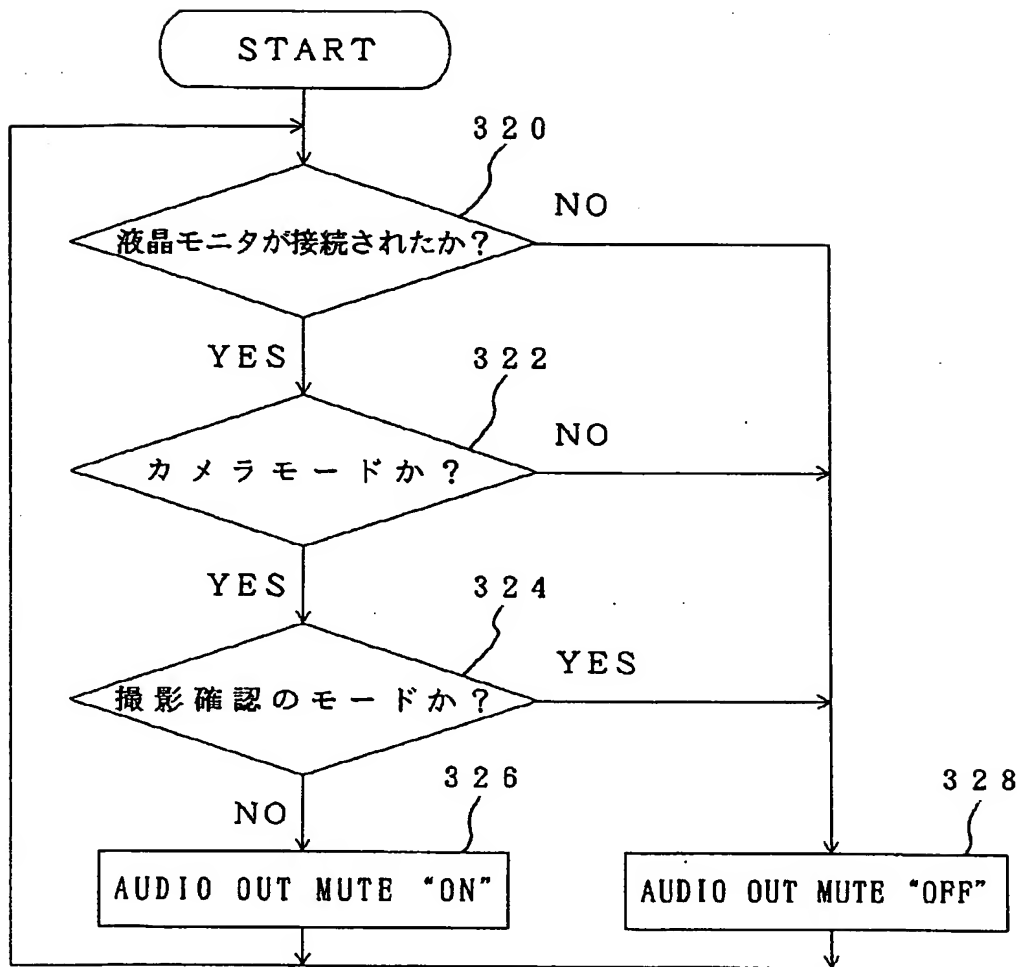 START
320
液晶モニタが接続されたか？
NO
YES
322
カメラモードか？
NO
YES
324
撮影確認のモードか？
YES
NO
326
328
AUDIO OUT MUTE “ON”
AUDIO OUT MUTE “OFF”